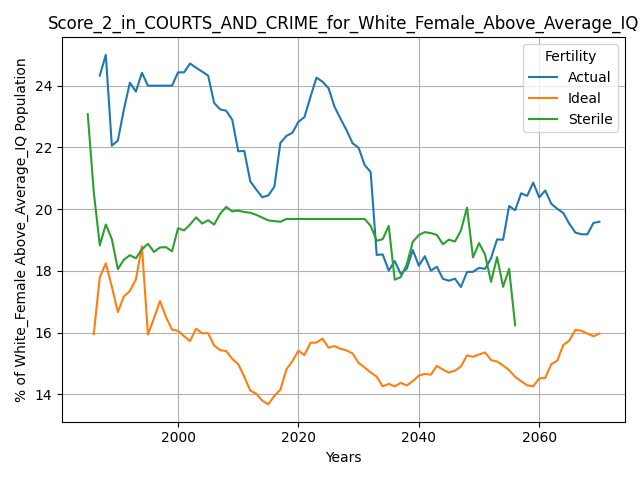 Score_2_in_COURTS_AND_CRIME_for_White_Female_Above_Average_IQ
% of White_Female Above_Average_IQ Population
24
22
20
18
16
14
Fertility
Actual
Ideal
Sterile
2000
2020
2040
2060
Years